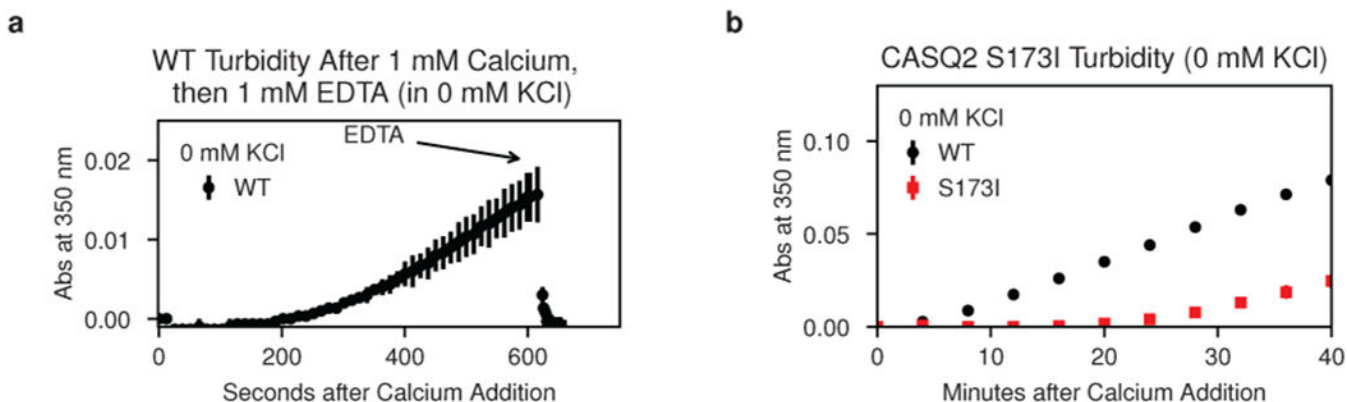 a
WT Turbidity After 1 mM Calcium,
then 1 mM EDTA (in 0 mM KCl)
EDTA
0 mM KCl
WT
Abs at 350 nm
0.02
0.01
0.00
0
200
400
600
Seconds after Calcium Addition
b
CASQ2 S173I Turbidity (0 mM KCl)
0 mM KCl
WT
S173I
Abs at 350 nm
0.10
0.05
0.00
0
10
20
30
40
Minutes after Calcium Addition